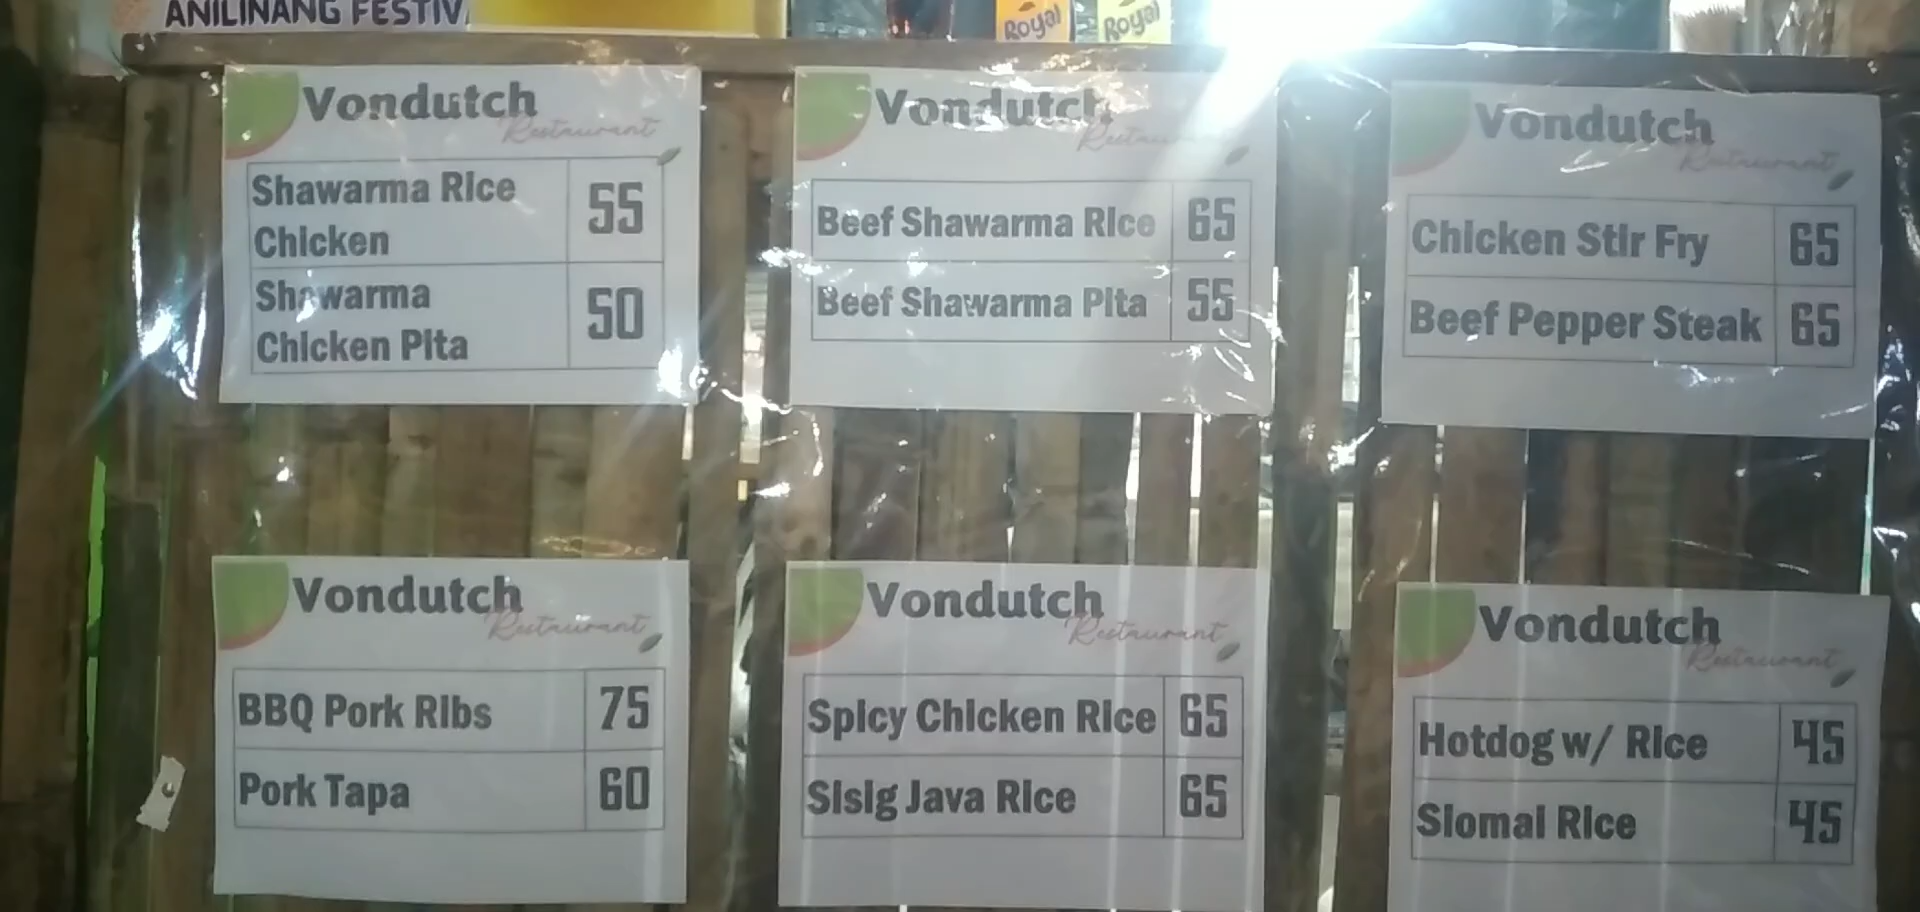 ANILINANG FESTIV
Royal
Royal
Vondutch
Restaurant
Shawarma Rice
Chicken
55
Shawarma
Chicken Pita
50
Vondutch
Restaurant
Beef Shawarma Rice 65
Beef Shawarma Pita 55
Vondutch
Restaurant
Chicken Stir Fry 65
Beef Pepper Steak 65
Vondutch
Restaurant
BBQ Pork Ribs 75
Pork Tapa 60
Vondutch
Restaurant
Spicy Chicken Rice 65
Sisig Java Rice 65
Vondutch
Restaurant
Hotdog w/ Rice 45
Siomai Rice 45